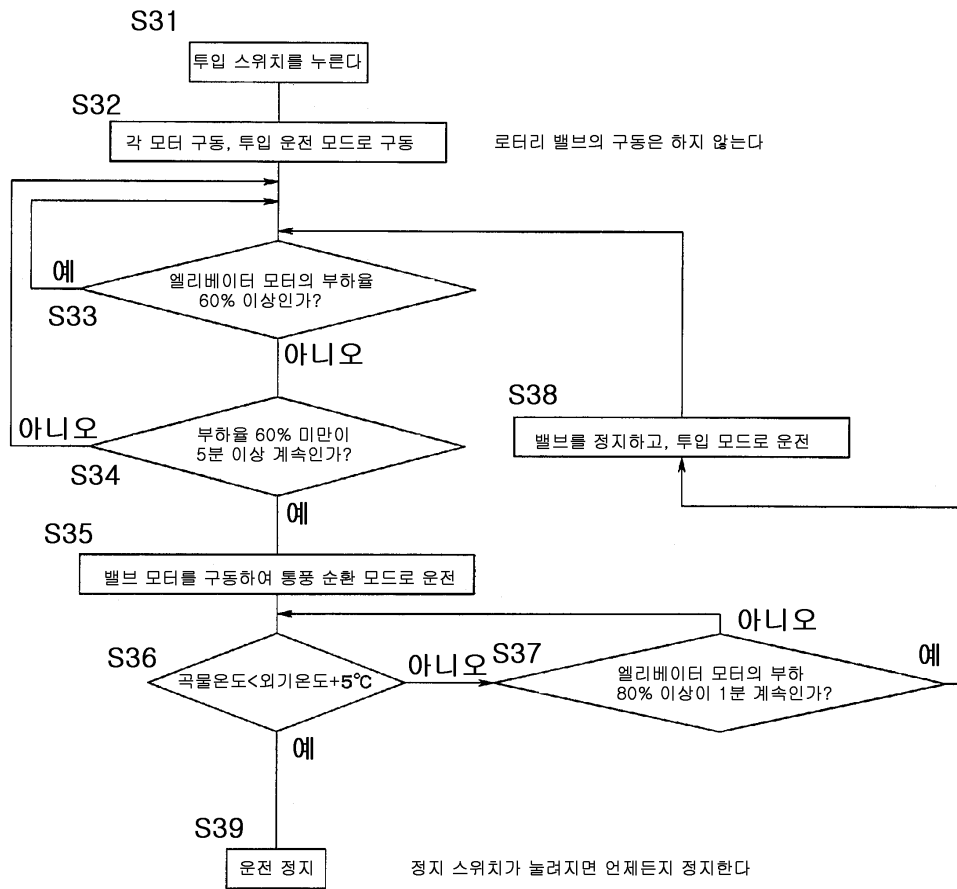 S31
투입 스위치를 누른다
S32
각 모터 구동, 투입 운전 모드로 구동
로터리 밸브의 구동은 하지 않는다
예
엘리베이터 모터의 부하율
60% 이상인가?
S33
아니오
아니오
부하율 60% 미만이
5분 이상 계속인가?
S34
예
S38
밸브를 정지하고, 투입 모드로 운전
S35
밸브 모터를 구동하여 통풍 순환 모드로 운전
S36
곡물온도<외기온도+5℃
아니오
예
S37
아니오
엘리베이터 모터의 부하
80% 이상이 1분 계속인가?
예
S39
운전 정지
정지 스위치가 눌려지면 언제든지 정지한다